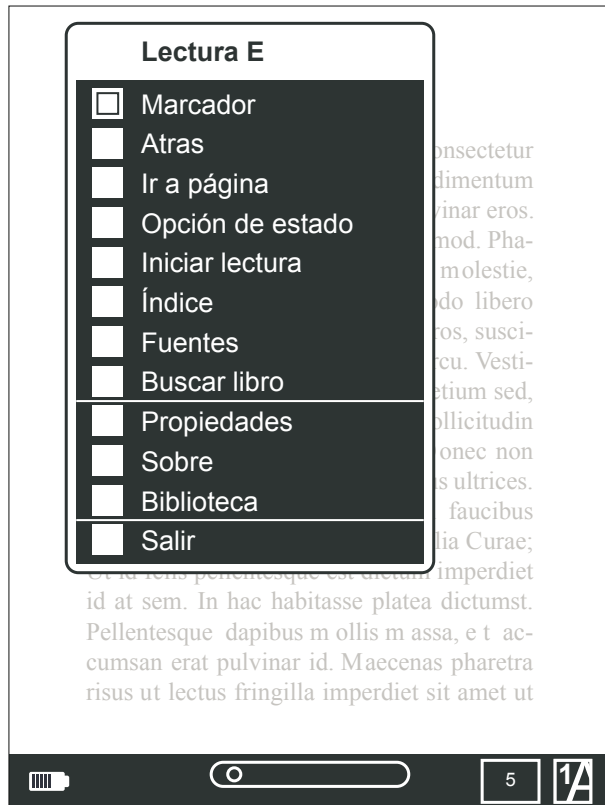 Lectura E
Marcador
Atras
Ir a página
Opción de estado
Iniciar lectura
Índice
Fuentes
Buscar libro
Propiedades
Sobre
Biblioteca
Salir
onsectetur
dimentum
vinar eros.
mod. Pha-
molestie,
do libero
ros, susci-
rcu. Vesti-
etium sed,
ollicitudin
onec non
s ultrices.
faucibus
lia Curae;
imperdiet
id at sem. In hac habitasse platea dictumst.
Pellentesque dapibus m ollis m assa, e t ac-
cumsan erat pulvinar id. Maecenas pharetra
risus ut lectus fringilla imperdiet sit amet ut
5
1A